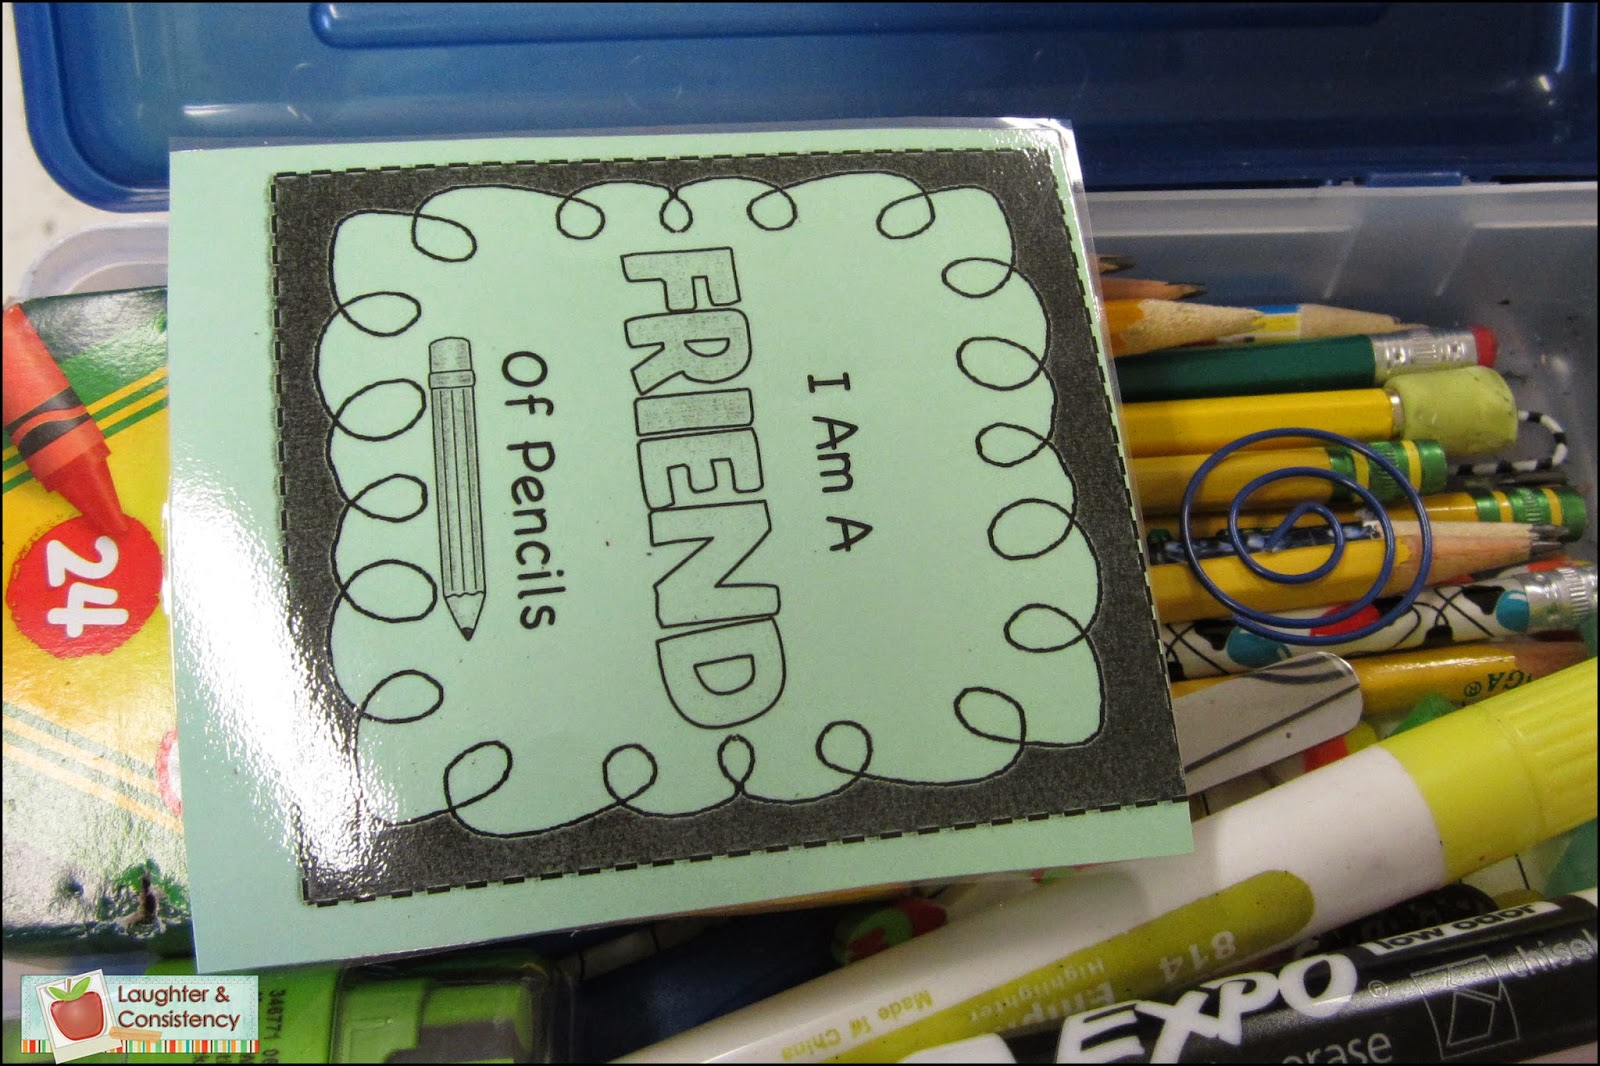 I Am A
FRIEND
Of Pencils
24
814
Highlighter
Made in China
EXPO®
low odor
chisel
erase
Laughter &
Consistency